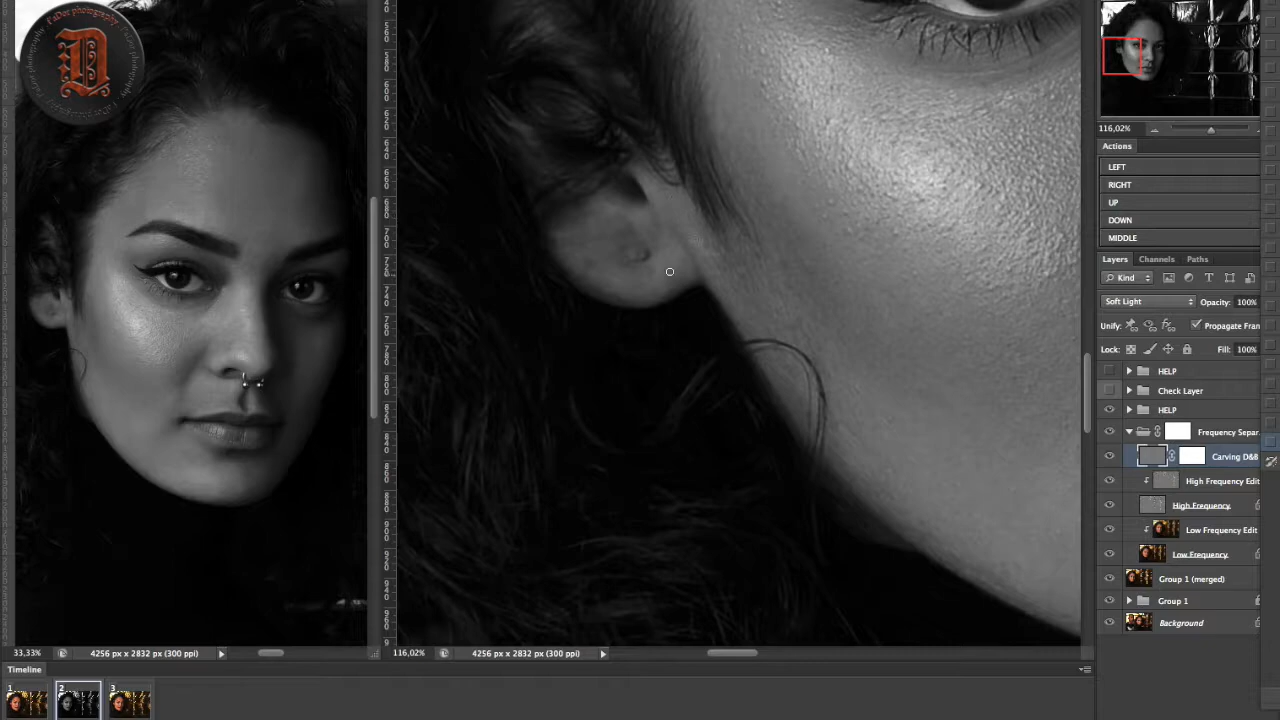 LaDot photography
D
33,33%
4256 px x 2832 px (300 ppi)
116,02%
4256 px x 2832 px (300 ppi)
Timeline
1
2
3
116,02%
Actions
LEFT
RIGHT
UP
DOWN
MIDDLE
Layers Channels Paths
Kind
Soft Light Opacity: 100%
Unify: Propagate Fran
Lock: Fill: 100%
HELP
Check Layer
HELP
Frequency Separ
Carving D&B
High Frequency Edit
High Frequency
Low Frequency Edit
Low Frequency
Group 1 (merged)
Group 1
Background